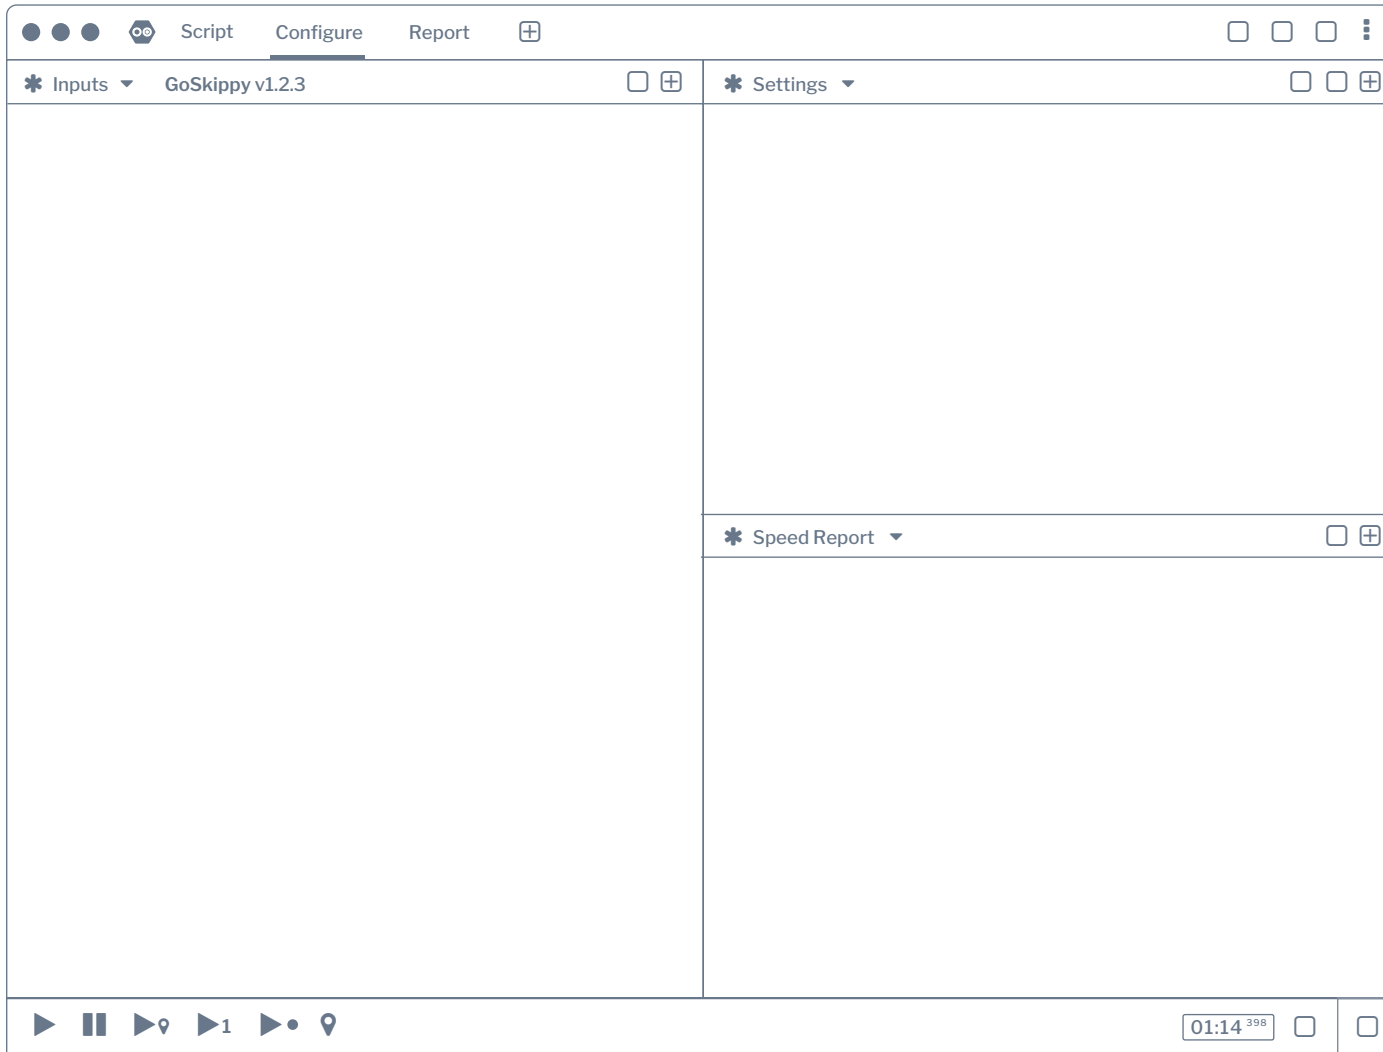 Script Configure Report
Inputs GoSkippy v1.2.3
Settings
Speed Report
1
01:14 398